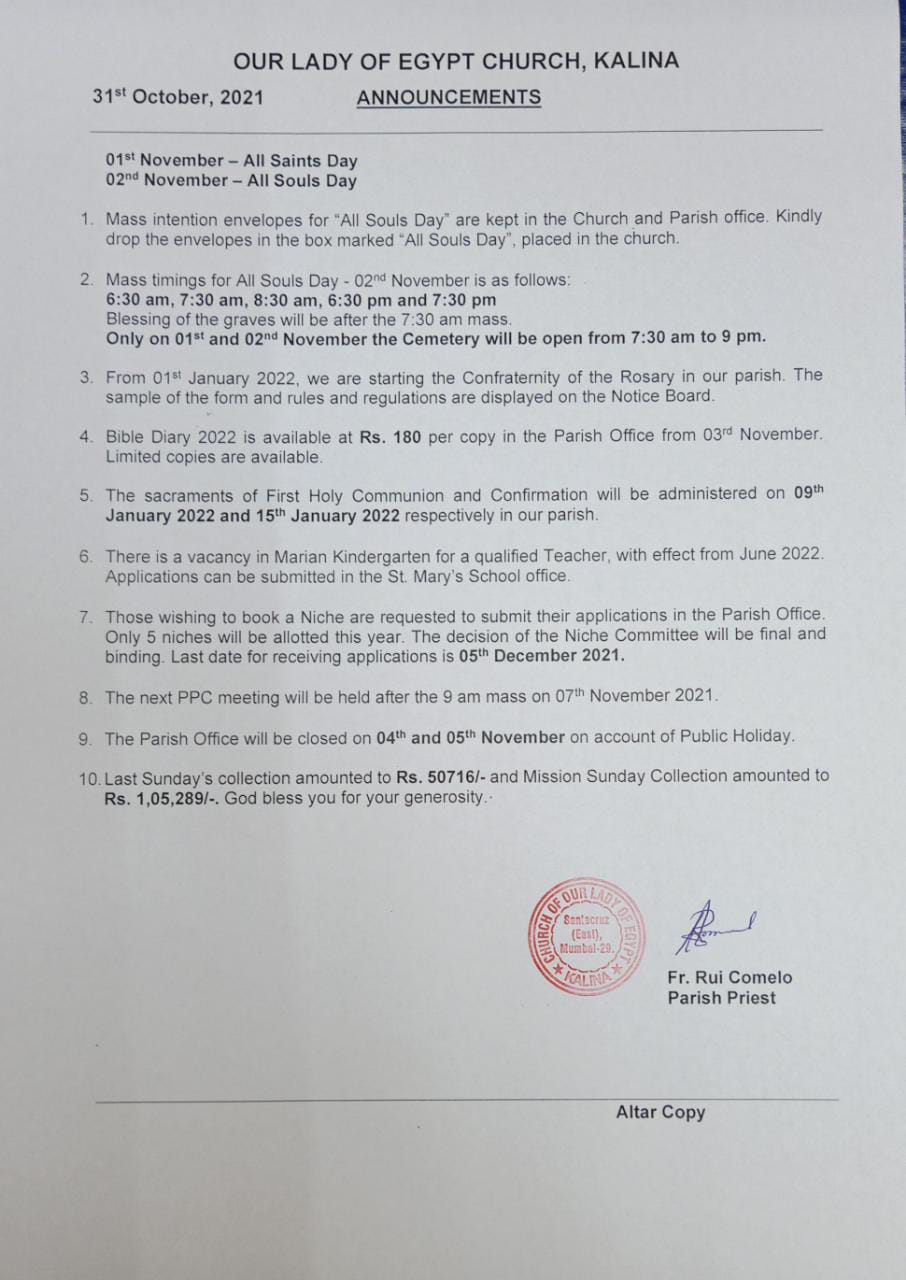 OUR LADY OF EGYPT CHURCH, KALINA
31st October, 2021 ANNOUNCEMENTS
01st November – All Saints Day
02nd November – All Souls Day
1. Mass intention envelopes for “All Souls Day” are kept in the Church and Parish office. Kindly
drop the envelopes in the box marked “All Souls Day”, placed in the church.
2. Mass timings for All Souls Day - 02nd November is as follows:
6:30 am, 7:30 am, 8:30 am, 6:30 pm and 7:30 pm
Blessing of the graves will be after the 7:30 am mass.
Only on 01st and 02nd November the Cemetery will be open from 7:30 am to 9 pm.
3. From 01st January 2022, we are starting the Confraternity of the Rosary in our parish. The
sample of the form and rules and regulations are displayed on the Notice Board.
4. Bible Diary 2022 is available at Rs. 180 per copy in the Parish Office from 03rd November.
Limited copies are available.
5. The sacraments of First Holy Communion and Confirmation will be administered on 09th
January 2022 and 15th January 2022 respectively in our parish.
6. There is a vacancy in Marian Kindergarten for a qualified Teacher, with effect from June 2022.
Applications can be submitted in the St. Mary’s School office.
7. Those wishing to book a Niche are requested to submit their applications in the Parish Office.
Only 5 niches will be allotted this year. The decision of the Niche Committee will be final and
binding. Last date for receiving applications is 05th December 2021.
8. The next PPC meeting will be held after the 9 am mass on 07th November 2021.
9. The Parish Office will be closed on 04th and 05th November on account of Public Holiday.
10. Last Sunday’s collection amounted to Rs. 50716/- and Mission Sunday Collection amounted to
Rs. 1,05,289/-. God bless you for your generosity.
CHURCH OF OUR LADY OF EGYPT
Santacruz
(East),
Mumbai-29.
KALINA
Fr. Rui Comelo
Parish Priest
Altar Copy